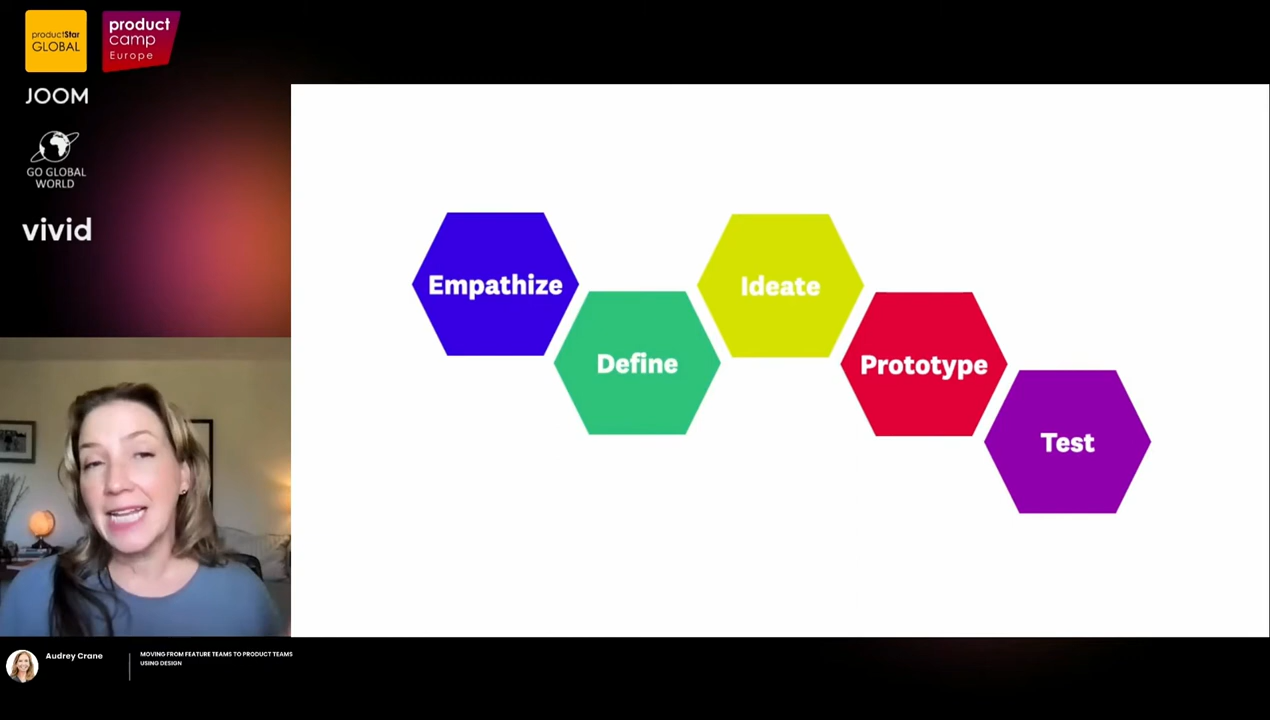 productStar
GLOBAL
product
camp
Europe
JOOM
GO GLOBAL
WORLD
vivid
Empathize
Define
Ideate
Prototype
Test
Audrey Crane
MOVING FROM FEATURE TEAMS TO PRODUCT TEAMS
USING DESIGN